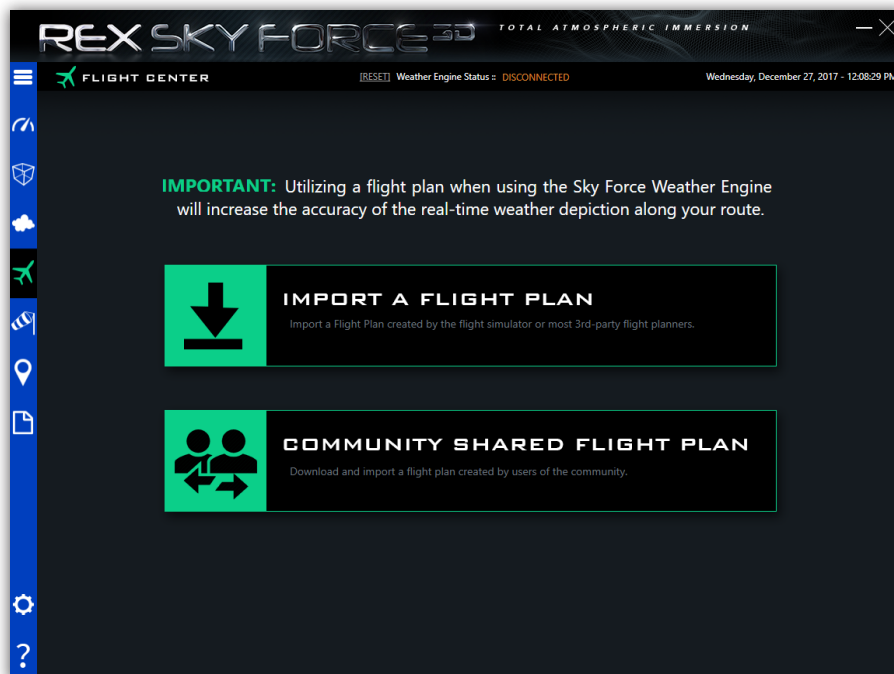 REX SKY FORCE 3D TOTAL ATMOSPHERIC IMMERSION
FLIGHT CENTER [RESET] Weather Engine Status :: DISCONNECTED Wednesday, December 27, 2017 - 12:08:29 PM
IMPORTANT: Utilizing a flight plan when using the Sky Force Weather Engine
will increase the accuracy of the real-time weather depiction along your route.
IMPORT A FLIGHT PLAN
Import a Flight Plan created by the flight simulator or most 3rd-party flight planners.
COMMUNITY SHARED FLIGHT PLAN
Download and import a flight plan created by users of the community.